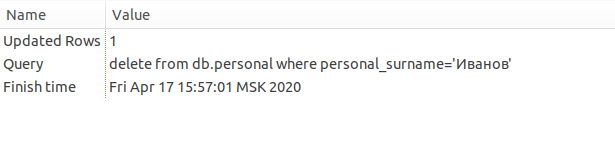 Name Value
Updated Rows 1
Query delete from db.personal where personal_surname='Иванов'
Finish time Fri Apr 17 15:57:01 MSK 2020